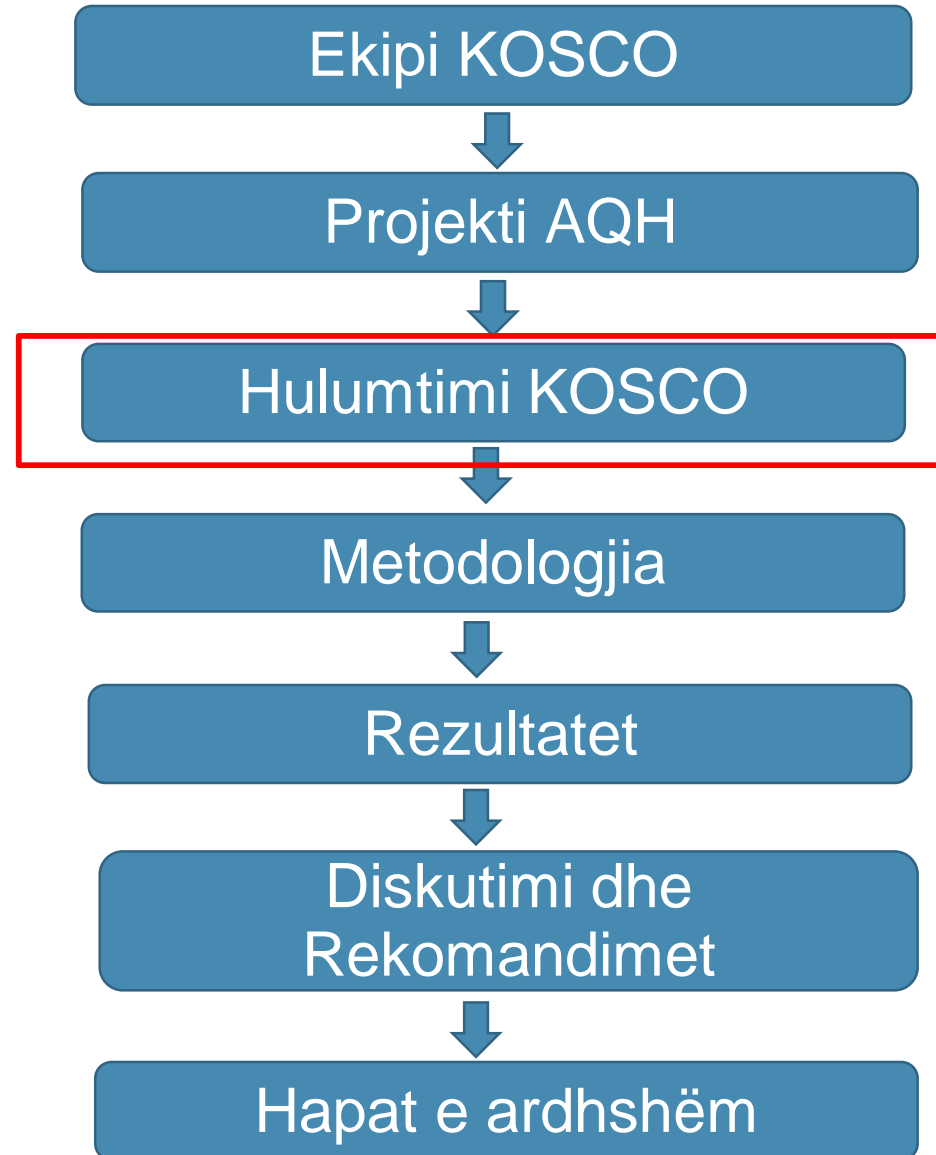 Ekipi KOSCO
Projekti AQH
Hulumtimi KOSCO
Metodologjia
Rezultatet
Diskutimi dhe
Rekomandimet
Hapat e ardhshëm